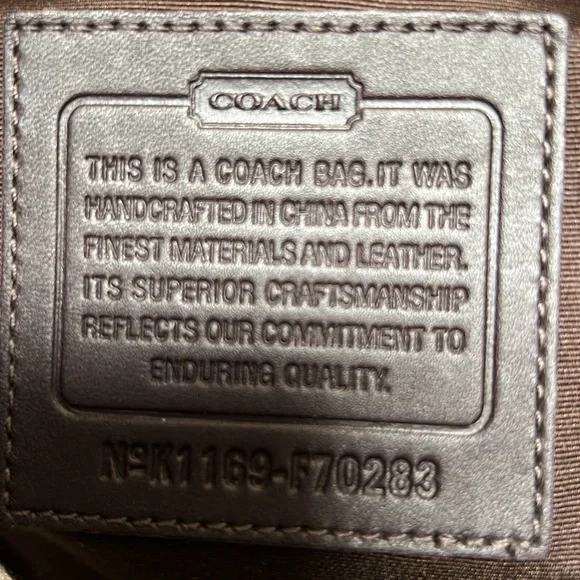 COACH
THIS IS A COACH BAG.IT WAS
HANDCRAFTED IN CHINA FROM THE
FINEST MATERIALS AND LEATHER.
ITS SUPERIOR CRAFTSMANSHIP
REFLECTS OUR COMMITMENT TO
ENDURING QUALITY.
NºK1169-F70283